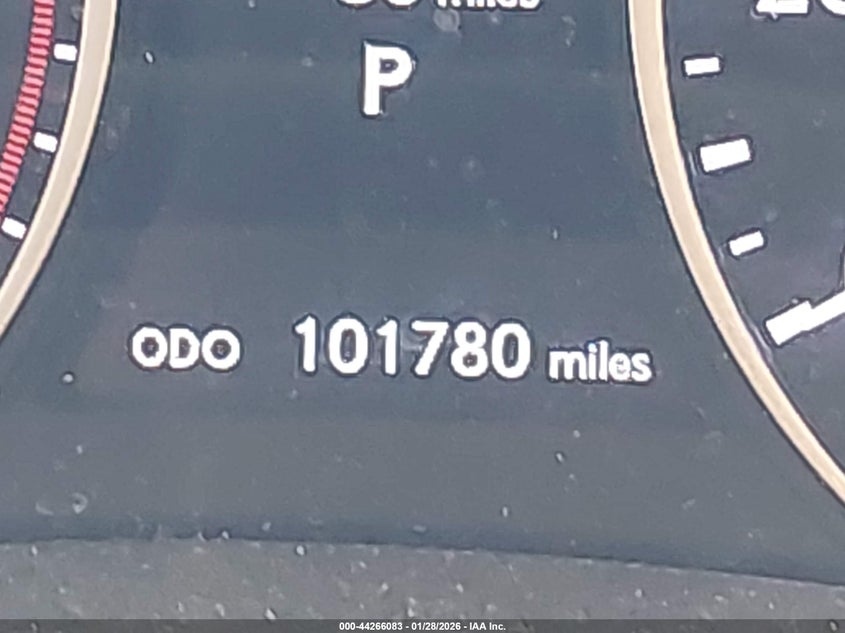 P
ODO 101780 miles
000-44266083 - 01/28/2026 - IAA Inc.